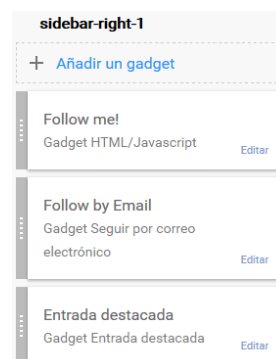 sidebar-right-1
+ Añadir un gadget
Follow me!
Gadget HTML/Javascript
Editar
Follow by Email
Gadget Seguir por correo
electrónico
Editar
Entrada destacada
Gadget Entrada destacada
Editar